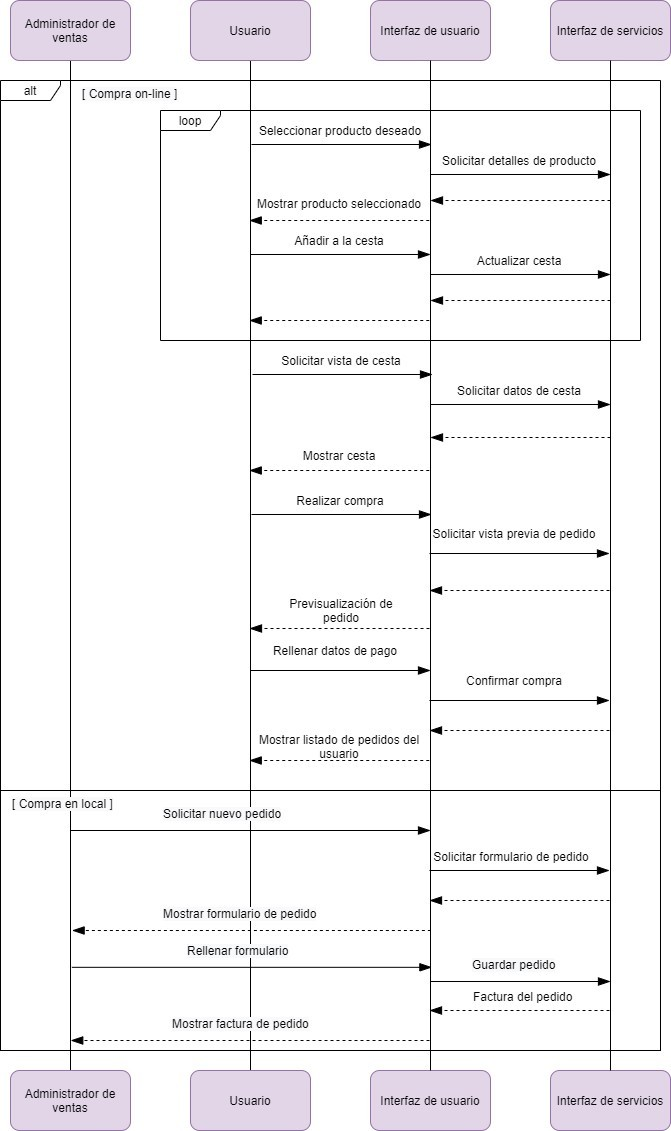 Administrador de
ventas
Usuario
Interfaz de usuario
Interfaz de servicios
alt
[ Compra on-line ]
loop
Seleccionar producto deseado
Solicitar detalles de producto
Mostrar producto seleccionado
Añadir a la cesta
Actualizar cesta
Solicitar vista de cesta
Solicitar datos de cesta
Mostrar cesta
Realizar compra
Solicitar vista previa de pedido
Previsualización de
pedido
Rellenar datos de pago
Confirmar compra
Mostrar listado de pedidos del
usuario
[ Compra en local ]
Solicitar nuevo pedido
Solicitar formulario de pedido
Mostrar formulario de pedido
Rellenar formulario
Guardar pedido
Factura del pedido
Mostrar factura de pedido
Administrador de
ventas
Usuario
Interfaz de usuario
Interfaz de servicios